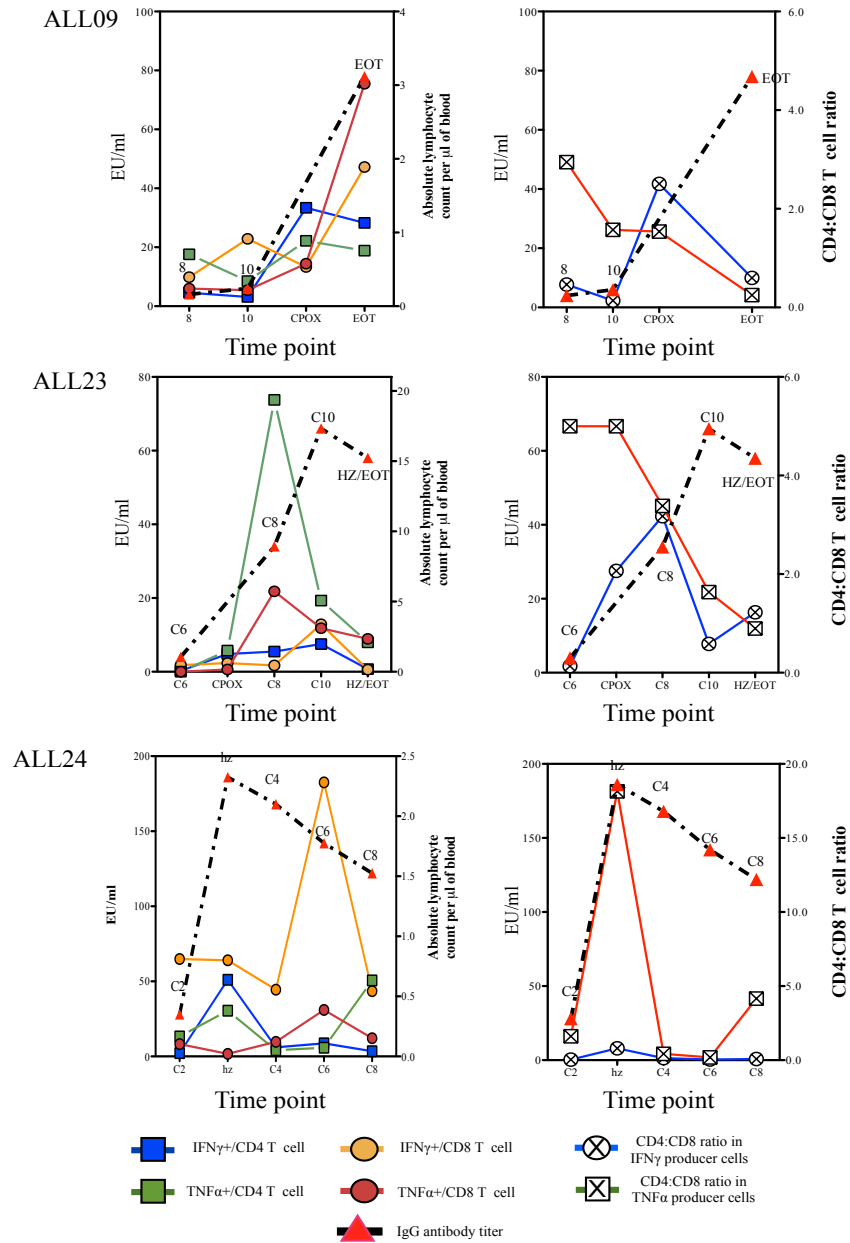 ALL09
100
80
60
40
20
0
EU/ml
8
10
EOT
4
3
2
1
0
Absolute lymphocyte
count per µl of blood
8
10
CPOX
EOT
Time point
100
80
60
40
20
0
EU/ml
8
10
EOT
6.0
4.0
2.0
0.0
CD4:CD8 T cell ratio
8
10
CPOX
EOT
Time point
ALL23
80
60
40
20
0
EU/ml
C6
C8
C10
HZ/EOT
20
15
10
5
0
Absolute lymphocyte
count per µl of blood
C6
CPOX
C8
C10
HZ/EOT
Time point
80
60
40
20
0
EU/ml
C6
C8
C10
HZ/EOT
6.0
4.0
2.0
0.0
CD4:CD8 T cell ratio
C6
CPOX
C8
C10
HZ/EOT
Time point
ALL24
200
150
100
50
0
EU/ml
C2
hz
C4
C6
C8
2.5
2.0
1.5
1.0
0.5
0.0
Absolute lymphocyte
count per µl of blood
C2
hz
C4
C6
C8
Time point
200
150
100
50
0
EU/ml
C2
hz
C4
C6
C8
20.0
15.0
10.0
5.0
0.0
CD4:CD8 T cell ratio
C2
hz
C4
C6
C8
Time point
IFNγ+/CD4 T cell
IFNγ+/CD8 T cell
CD4:CD8 ratio in
IFNγ producer cells
TNFα+/CD4 T cell
TNFα+/CD8 T cell
CD4:CD8 ratio in
TNFα producer cells
IgG antibody titer